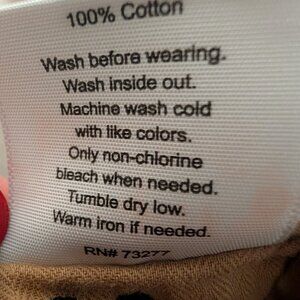 100% Cotton
Wash before wearing.
Wash inside out.
Machine wash cold
with like colors.
Only non-chlorine
bleach when needed.
Tumble dry low.
Warm iron if needed.
RN# 73277